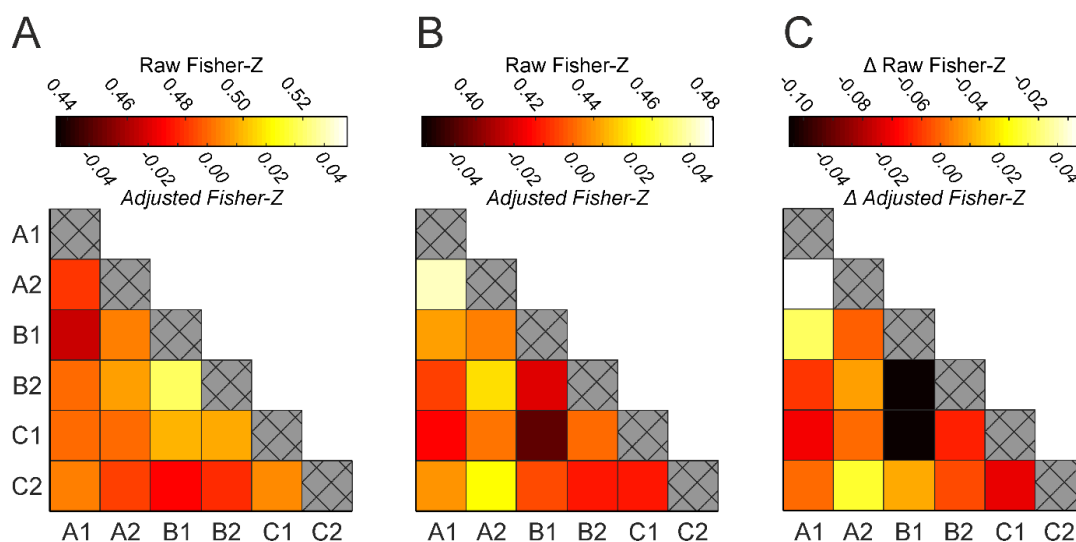 A
B
C
Raw Fisher-Z
0.44 0.46 0.48 0.50 0.52
-0.04 -0.02 0.00 0.02 0.04
Adjusted Fisher-Z
Raw Fisher-Z
0.40 0.42 0.44 0.46 0.48
-0.04 -0.02 0.00 0.02 0.04
Adjusted Fisher-Z
Δ Raw Fisher-Z
-0.10 -0.08 -0.06 -0.04 -0.02
-0.04 -0.02 0.00 0.02 0.04
Δ Adjusted Fisher-Z
A1
A2
B1
B2
C1
C2
A1 A2 B1 B2 C1 C2
A1 A2 B1 B2 C1 C2
A1 A2 B1 B2 C1 C2